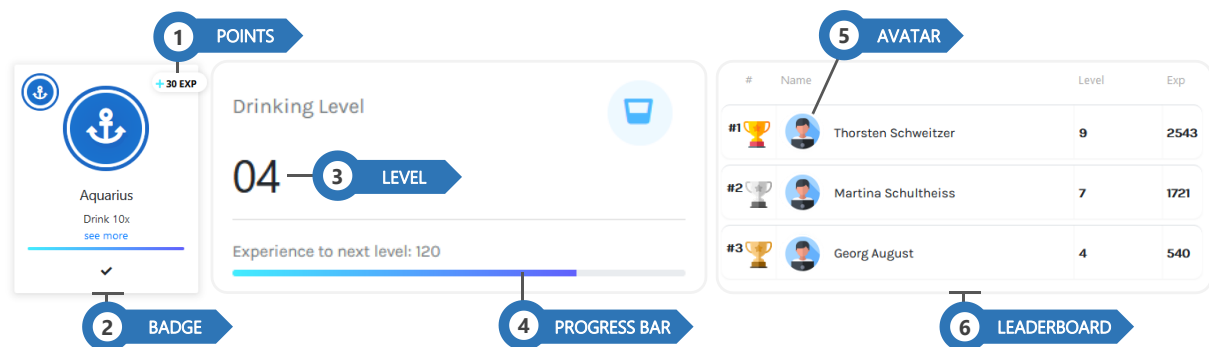 1 POINTS
5 AVATAR
+ 30 EXP
Aquarius
Drink 10x
see more
2 BADGE
Drinking Level
04
3 LEVEL
Experience to next level: 120
4 PROGRESS BAR
# Name Level Exp
#1 Thorsten Schweitzer 9 2543
#2 Martina Schultheiss 7 1721
#3 Georg August 4 540
6 LEADERBOARD